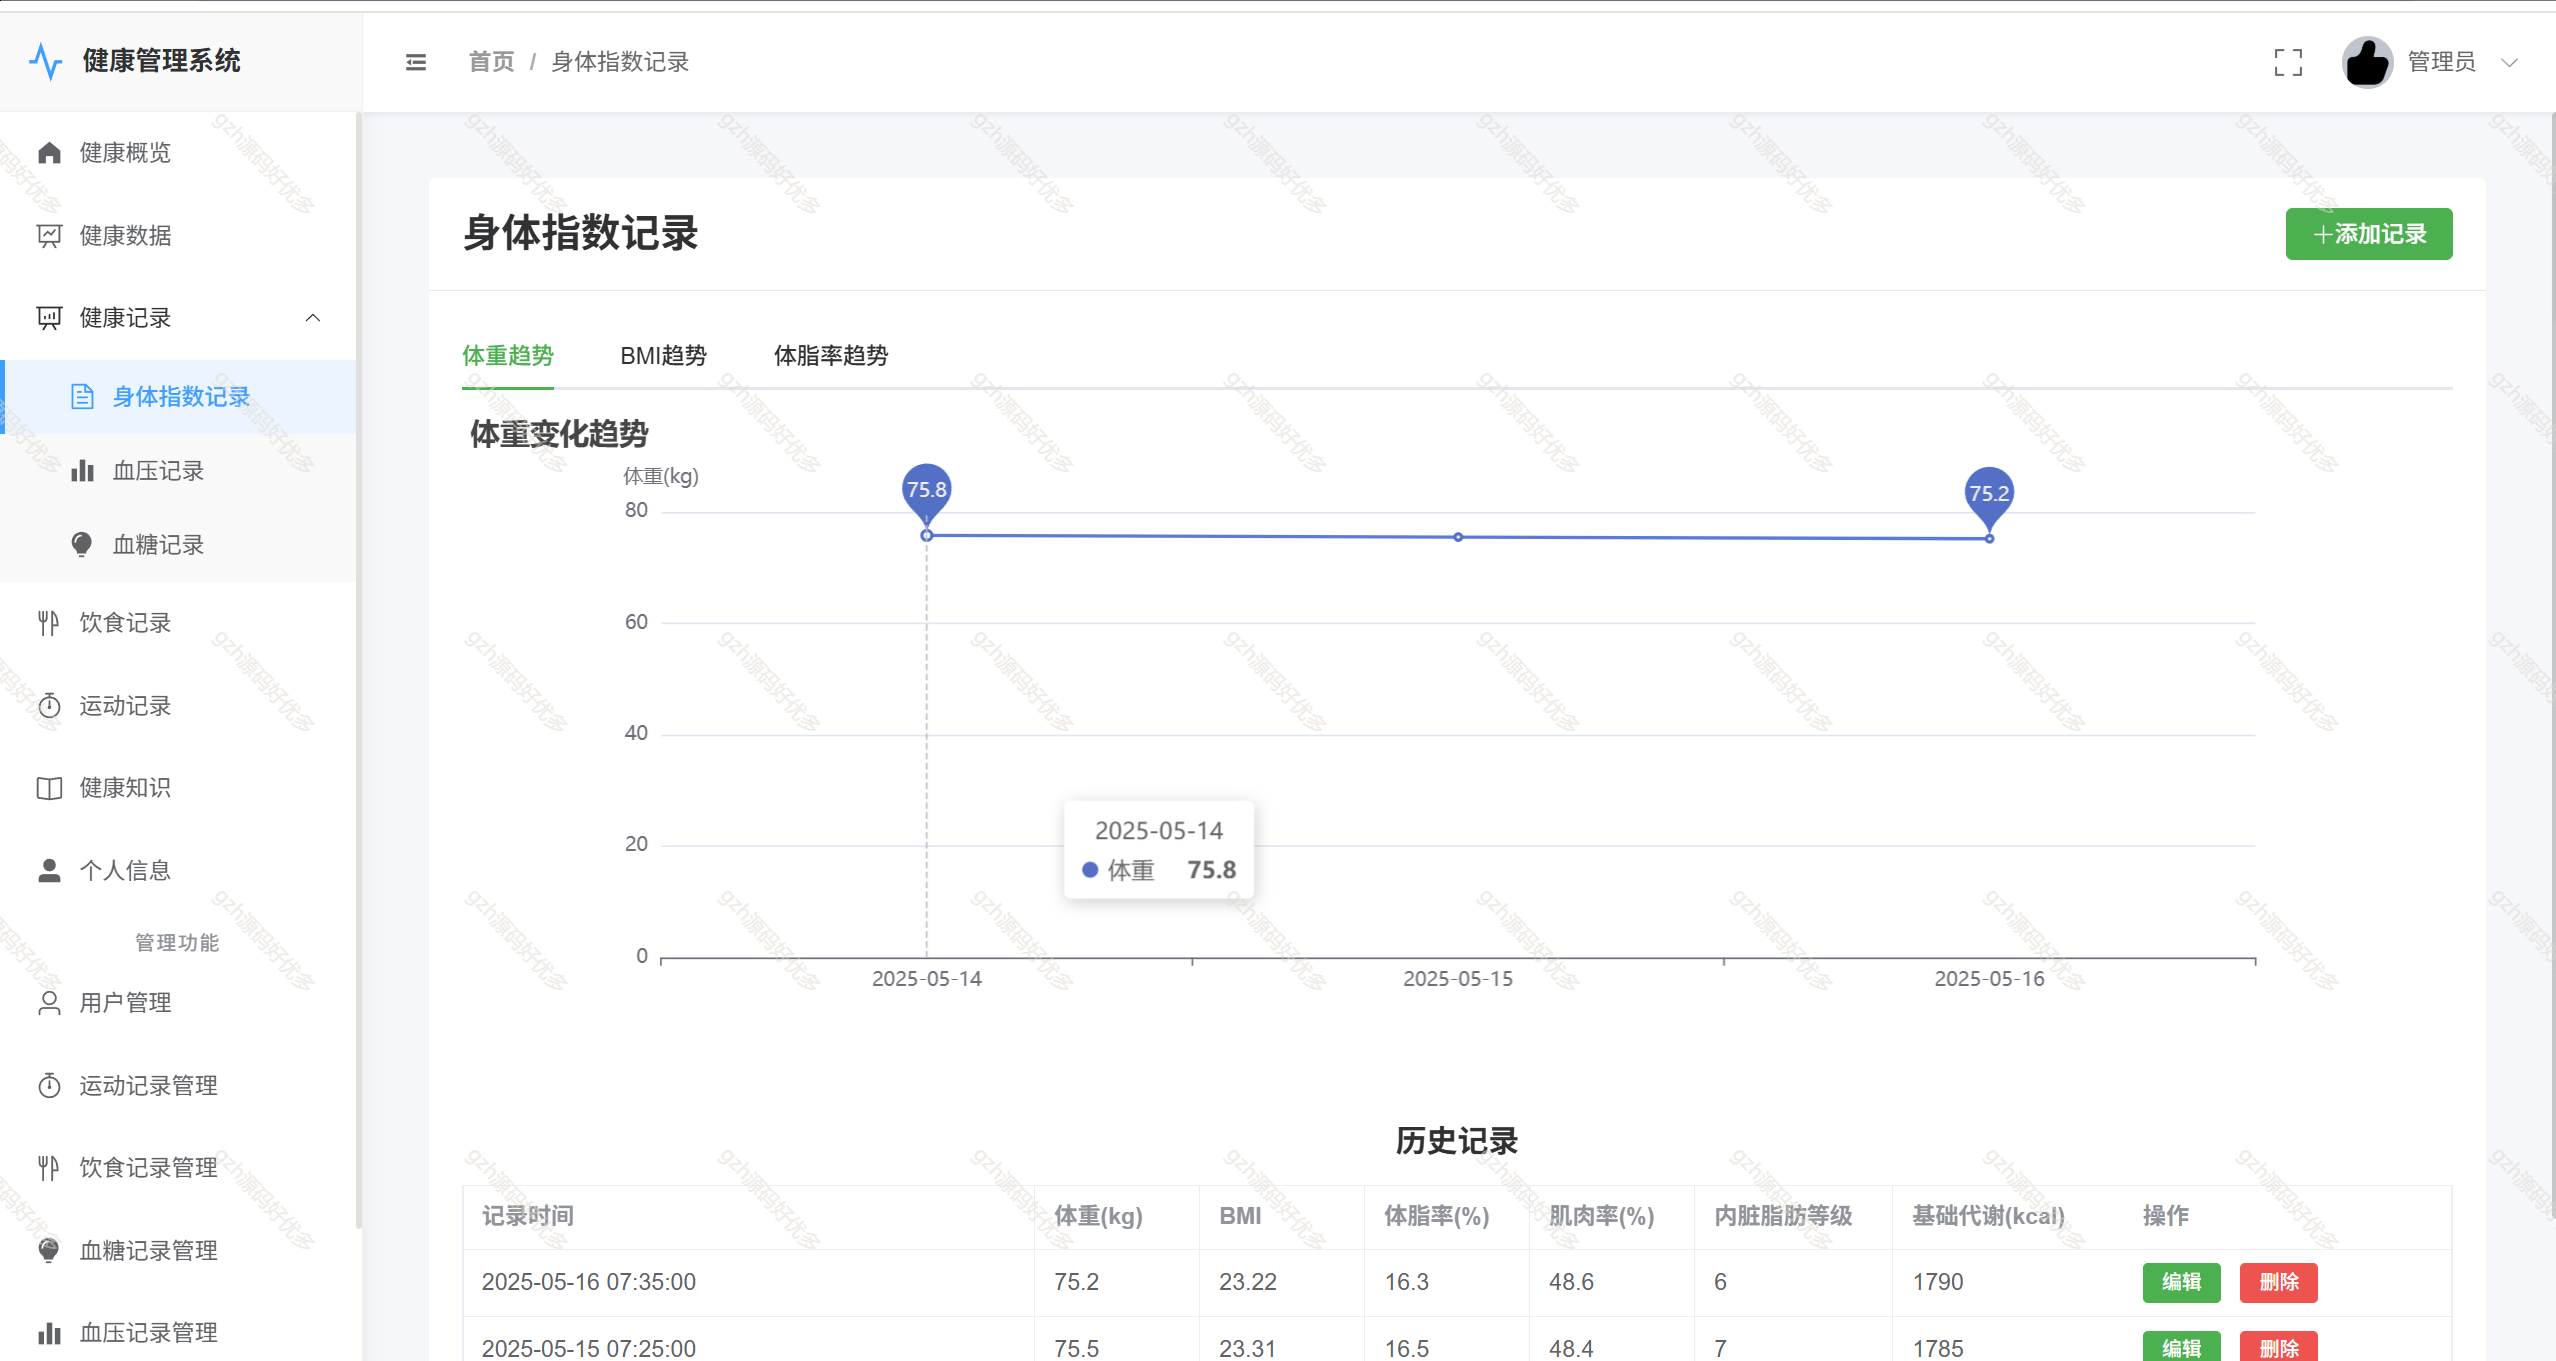 健康管理系统
首页 / 身体指数记录
管理员
健康概览
健康数据
健康记录
身体指数记录
血压记录
血糖记录
饮食记录
运动记录
健康知识
个人信息
管理功能
用户管理
运动记录管理
饮食记录管理
血糖记录管理
血压记录管理
身体指数记录
+添加记录
体重趋势 BMI趋势 体脂率趋势
体重变化趋势
体重(kg)
80
60
40
20
0
75.8
75.2
2025-05-14
体重 75.8
2025-05-14 2025-05-15 2025-05-16
历史记录
记录时间 体重(kg) BMI 体脂率(%) 肌肉率(%) 内脏脂肪等级 基础代谢(kcal) 操作
2025-05-16 07:35:00 75.2 23.22 16.3 48.6 6 1790 编辑 删除
2025-05-15 07:25:00 75.5 23.31 16.5 48.4 7 1785 编辑 删除
gzh源码好优多